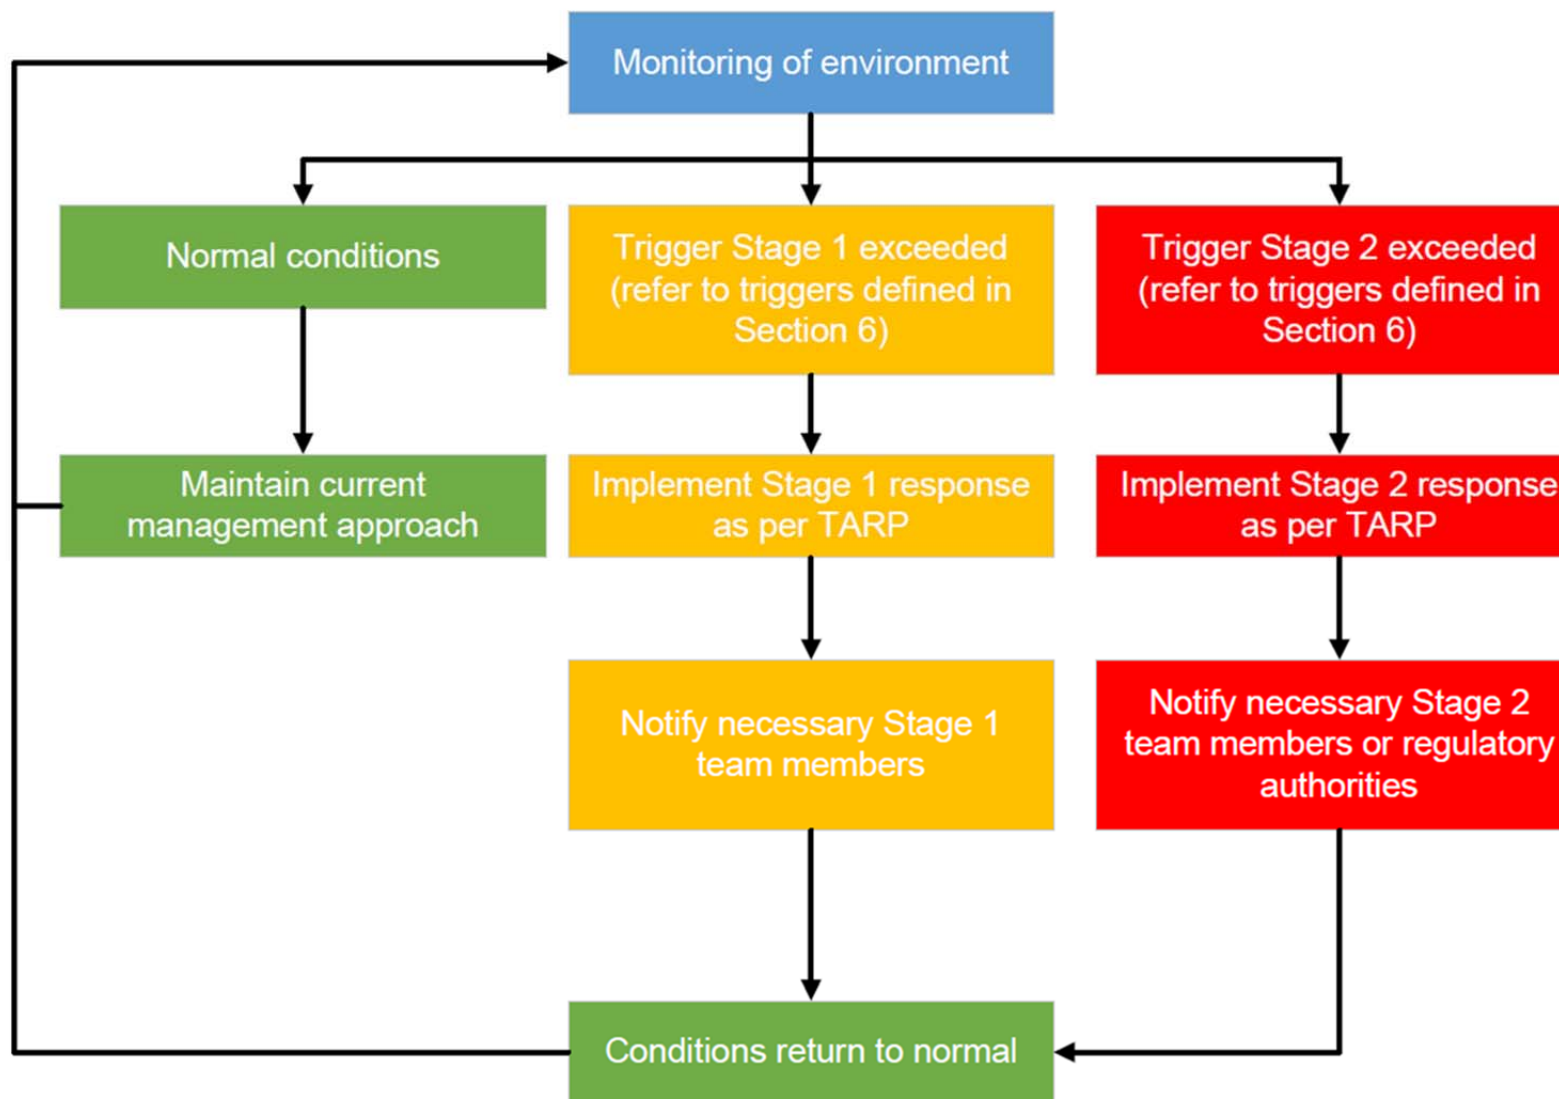 Monitoring of environment
Normal conditions
Trigger Stage 1 exceeded
(refer to triggers defined in
Section 6)
Trigger Stage 2 exceeded
(refer to triggers defined in
Section 6)
Maintain current
management approach
Implement Stage 1 response
as per TARP
Implement Stage 2 response
as per TARP
Notify necessary Stage 1
team members
Notify necessary Stage 2
team members or regulatory
authorities
Conditions return to normal